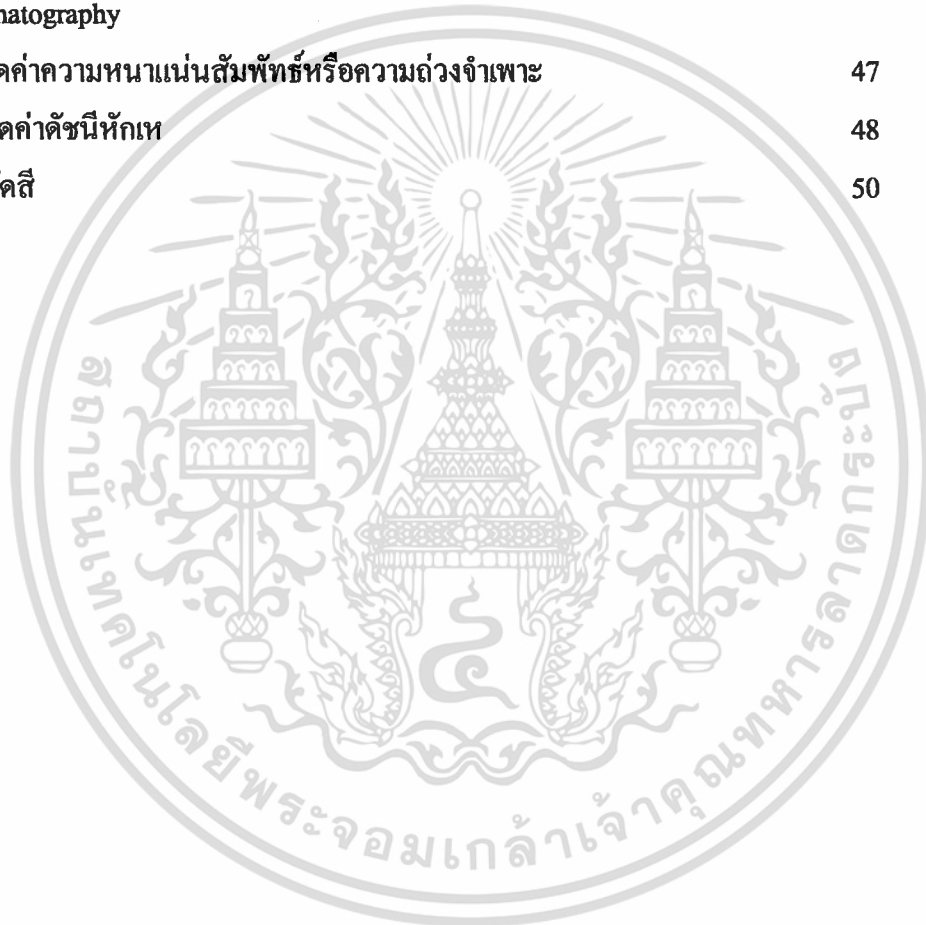 matography
ดค่าความหนาแน่นสัมพัทธ์หรือความถ่วงจำเพาะ 47
ดค่าดัชนีหักเห 48
ดสี 50
สถาบันเทคโนโลยีพระจอมเกล้าเจ้าคุณทหารลาดกระบัง